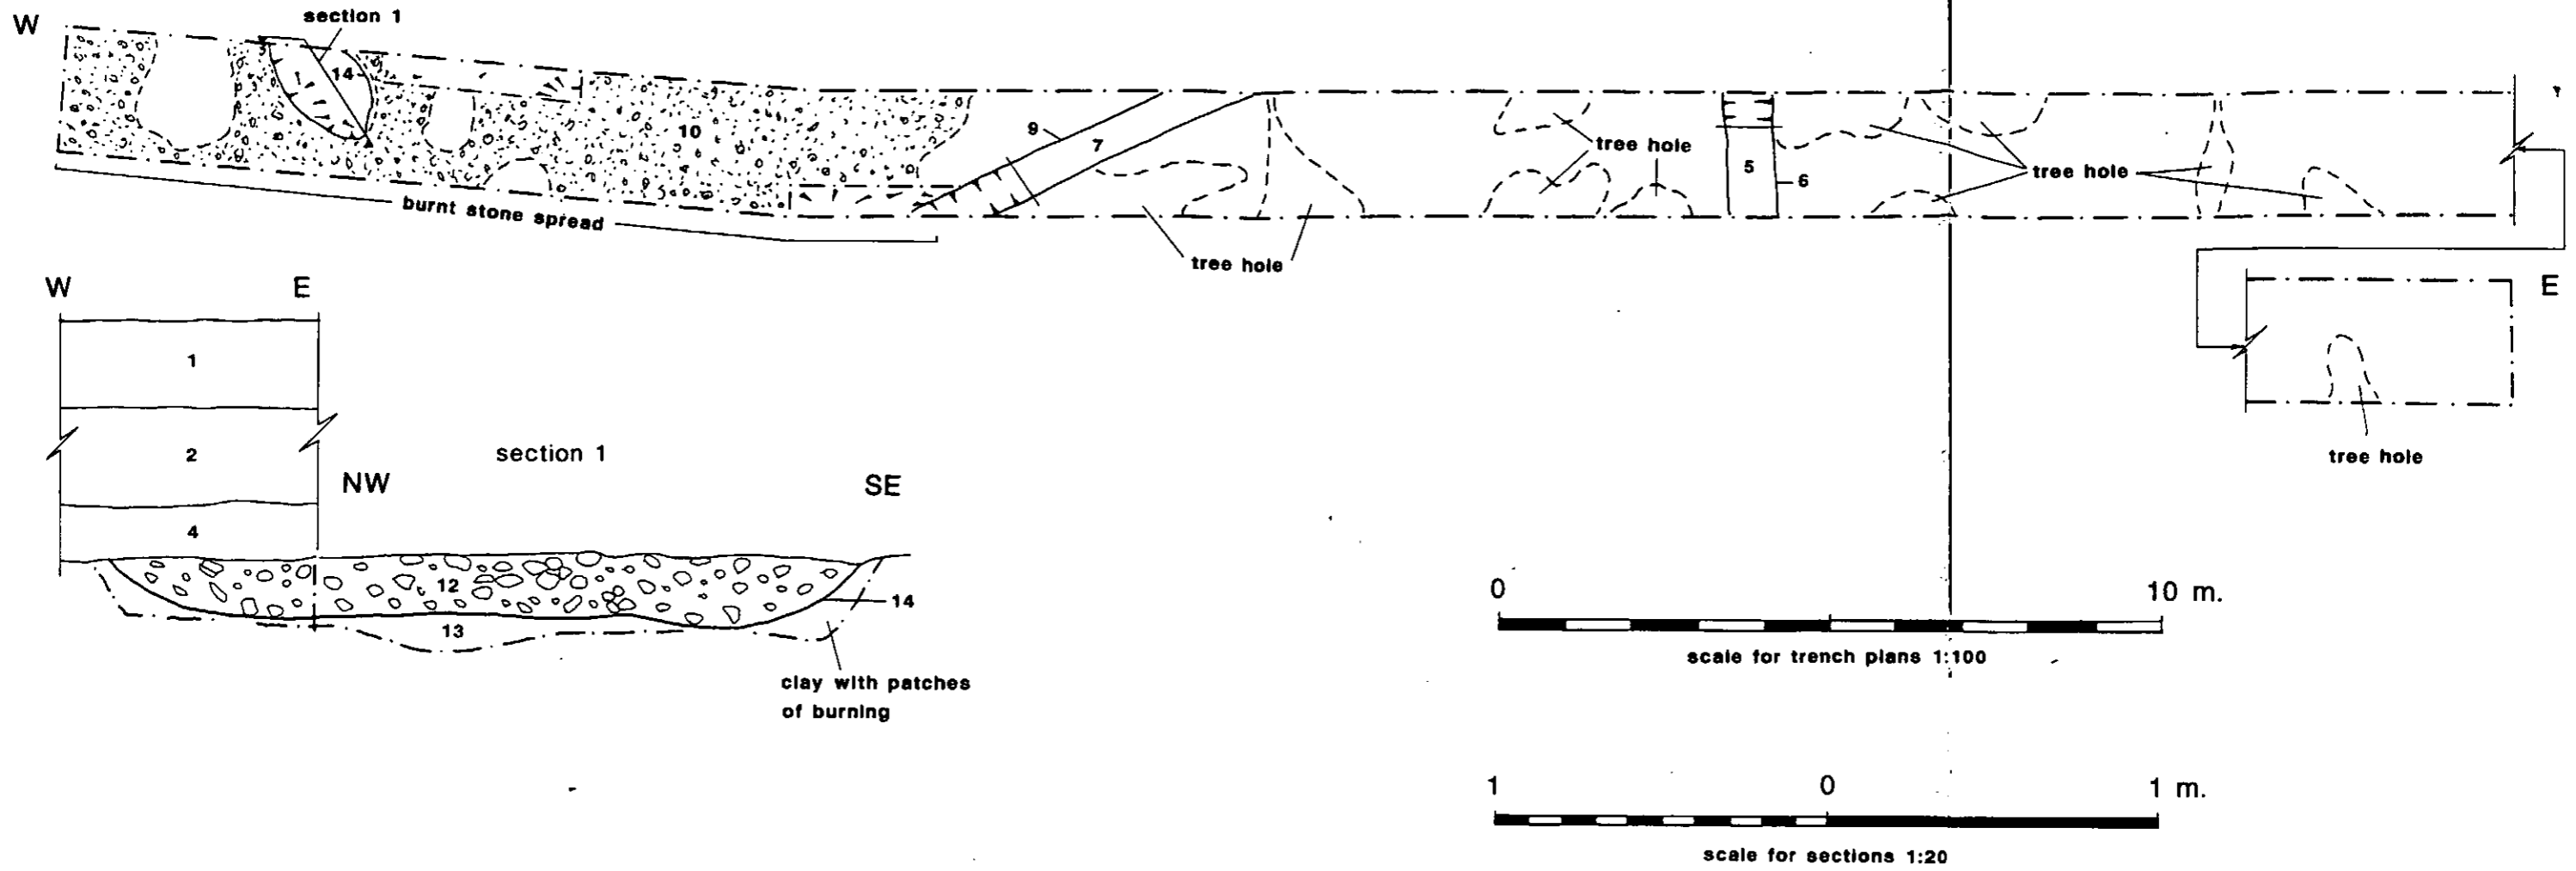 W
section 1
14
10
9
7
tree hole
5
6
tree hole
burnt stone spread
tree hole
W
E
E
1
2
section 1
NW
SE
4
tree hole
12
14
13
clay with patches
of burning
0
10 m.
scale for trench plans 1:100
1
0
1 m.
scale for sections 1:20